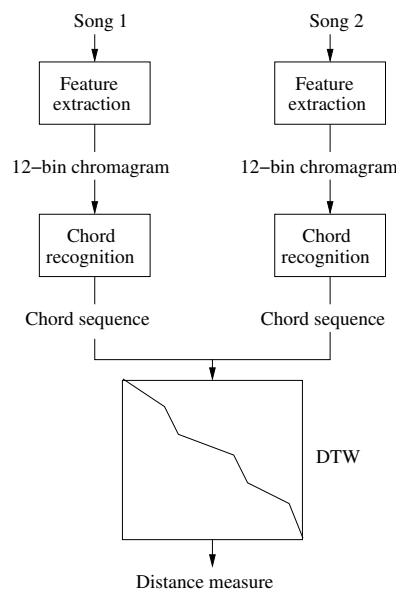 Song 1
Song 2
Feature
extraction
Feature
extraction
12−bin chromagram
12−bin chromagram
Chord
recognition
Chord
recognition
Chord sequence
Chord sequence
DTW
Distance measure